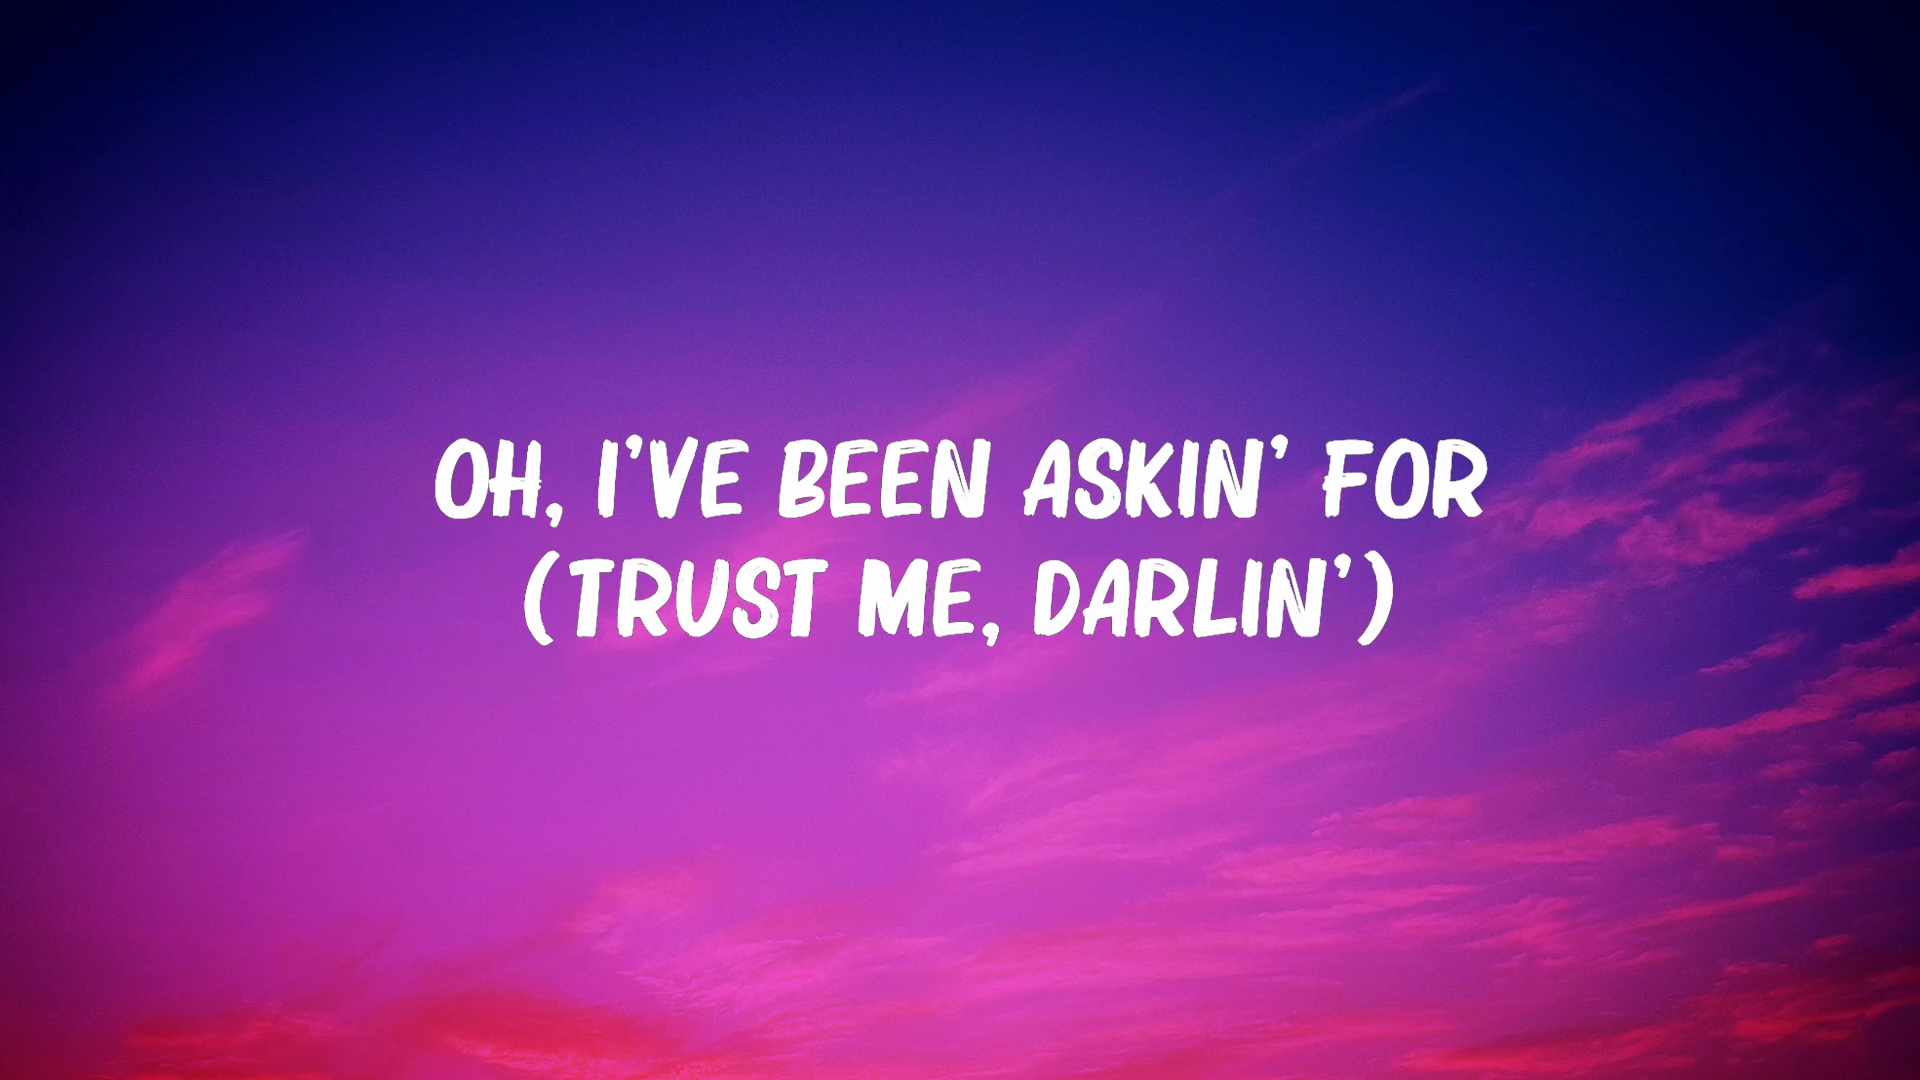 OH, I'VE BEEN ASKIN' FOR
(TRUST ME, DARLIN')